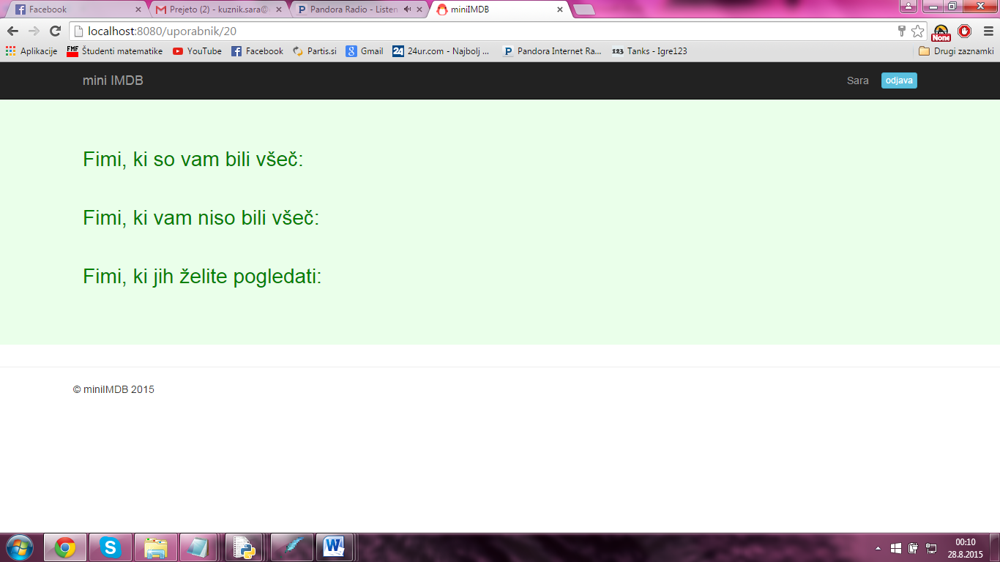 Facebook
Prejeto (2) - kuznik.sara@
Pandora Radio - Listen
miniIMDB
localhost:8080/uporabnik/20
None
Aplikacije
FMF Študenti matematike
YouTube
Facebook
Partis.si
g Gmail
24 24ur.com - Najbolj ...
P Pandora Internet Ra...
123 Tanks - Igre123
Drugi zaznamki
mini IMDB
Sara
odjava
Fimi, ki so vam bili všeč:
Fimi, ki vam niso bili všeč:
Fimi, ki jih želite pogledati:
© miniIMDB 2015
00:10
28.8.2015